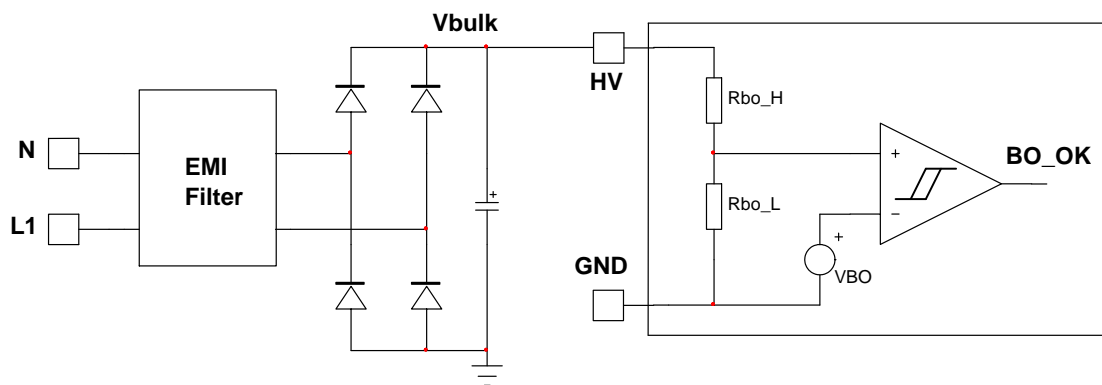 Vbulk
HV
Rbo_H
N
EMI
Filter
BO_OK
+
−
L1
Rbo_L
+
GND
+
VBO